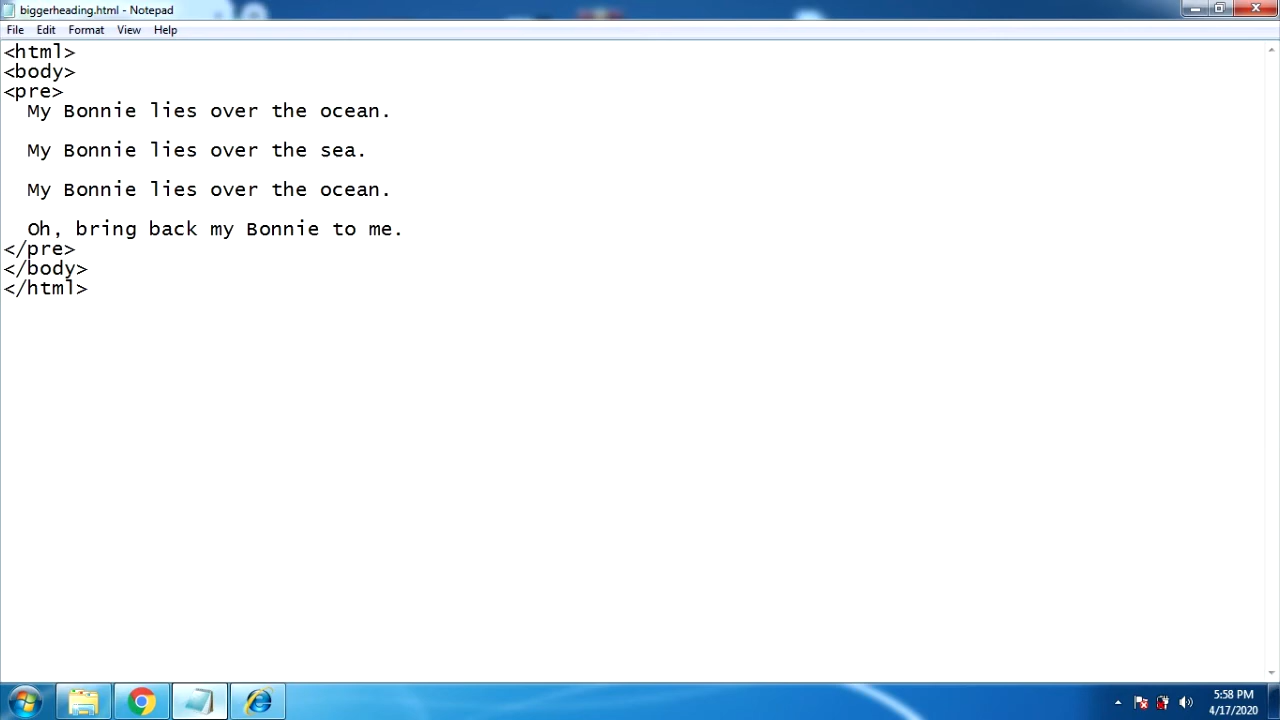 biggerheading.html - Notepad
File Edit Format View Help
<html>
<body>
<pre>
  My Bonnie lies over the ocean.
  My Bonnie lies over the sea.
  My Bonnie lies over the ocean.
  Oh, bring back my Bonnie to me.
</pre>
</body>
</html>
5:58 PM
4/17/2020